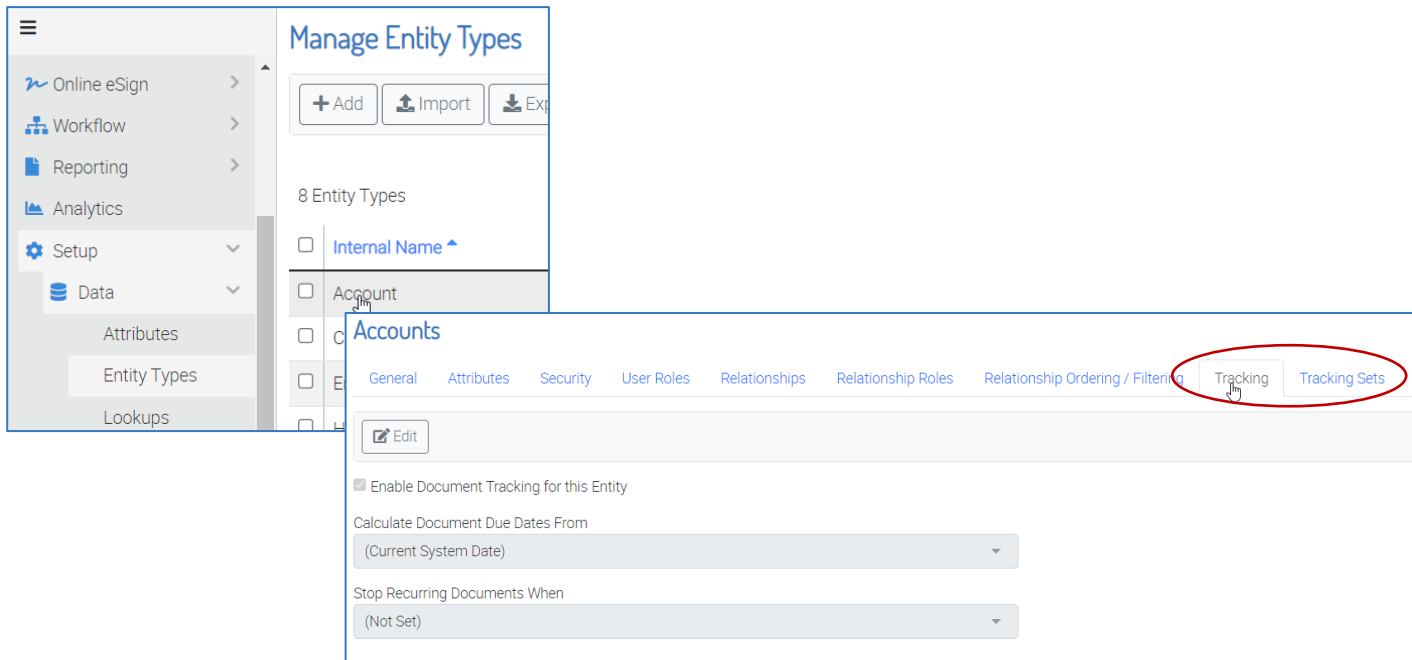 Online eSign
Workflow
Reporting
Analytics
Setup
Data
Attributes
Entity Types
Lookups
Manage Entity Types
Add
Import
8 Entity Types
Internal Name
Account
Accounts
General Attributes Security User Roles Relationships Relationship Roles Relationship Ordering / Filtering Tracking Tracking Sets
Edit
Enable Document Tracking for this Entity
Calculate Document Due Dates From
(Current System Date)
Stop Recurring Documents When
(Not Set)